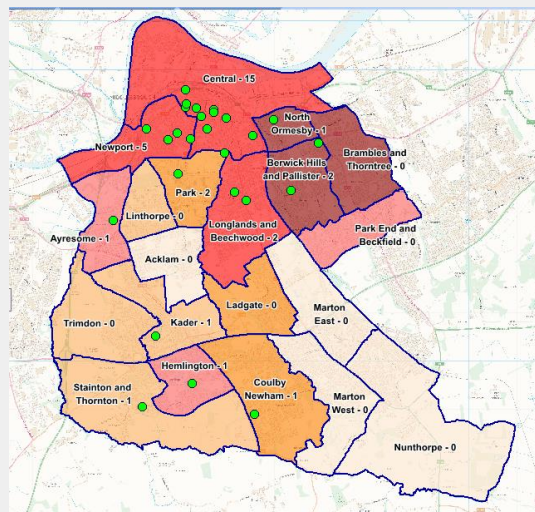 Central - 15
North
Ormesby - 1
Newport - 5
Berwick Hills
and Pallister - 2
Brambles and
Thorntree - 0
Park - 2
Linthorpe - 0
Longlands and
Beechwood - 2
Park End and
Beckfield - 0
Ayresome - 1
Acklam - 0
Ladgate - 0
Marton
East - 0
Trimdon - 0
Kader - 1
Hemlington - 1
Stainton and
Thornton - 1
Coulby
Newham - 1
Marton
West - 0
Nunthorpe - 0